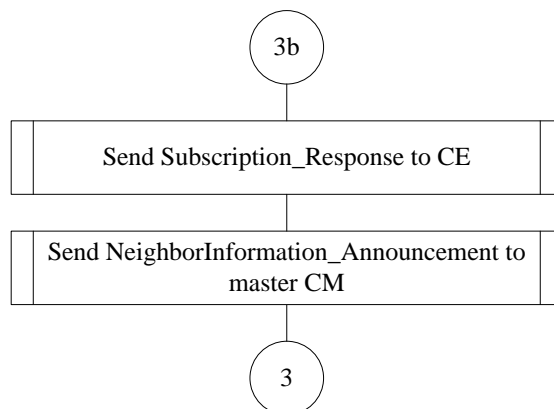 3b
Send Subscription_Response to CE
Send NeighborInformation_Announcement to
master CM
3